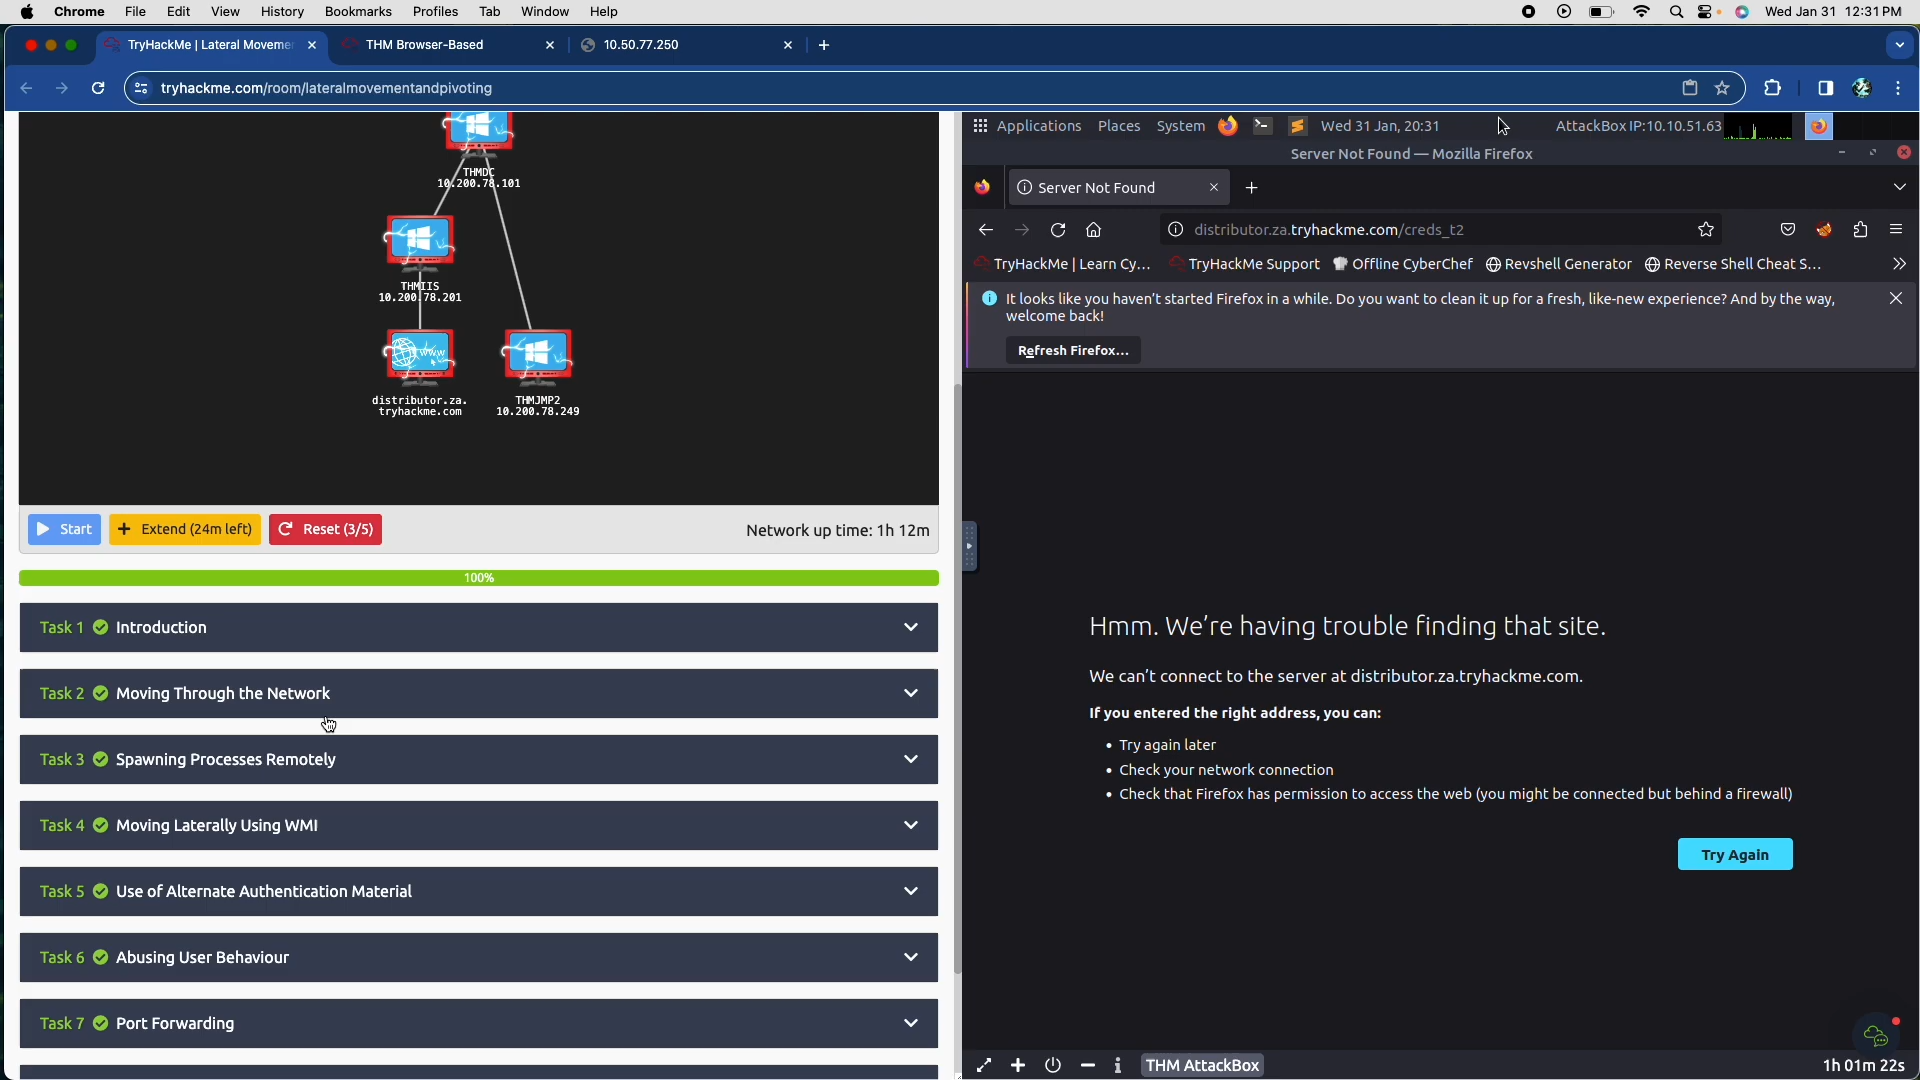 Chrome File Edit View History Bookmarks Profiles Tab Window Help Wed Jan 31 12:31 PM
TryHackMe | Lateral Moveme THM Browser-Based 10.50.77.250
tryhackme.com/room/lateralmovementandpivoting
THMDC
10.200.78.101
THMIIS
10.200.78.201
www
distributor.za.
tryhackme.com
THMJMP2
10.200.78.249
Start Extend (24m left) Reset (3/5) Network up time: 1h 12m
100%
Task 1 Introduction
Task 2 Moving Through the Network
Task 3 Spawning Processes Remotely
Task 4 Moving Laterally Using WMI
Task 5 Use of Alternate Authentication Material
Task 6 Abusing User Behaviour
Task 7 Port Forwarding
Applications Places System Wed 31 Jan, 20:31 AttackBox IP:10.10.51.63
Server Not Found — Mozilla Firefox
Server Not Found
distributor.za.tryhackme.com/creds_t2
TryHackMe | Learn Cy... TryHackMe Support Offline CyberChef Revshell Generator Reverse Shell Cheat S...
It looks like you haven't started Firefox in a while. Do you want to clean it up for a fresh, like-new experience? And by the way,
welcome back!
Refresh Firefox...
Hmm. We're having trouble finding that site.
We can't connect to the server at distributor.za.tryhackme.com.
If you entered the right address, you can:
• Try again later
• Check your network connection
• Check that Firefox has permission to access the web (you might be connected but behind a firewall)
Try Again
THM AttackBox 1h 01m 22s